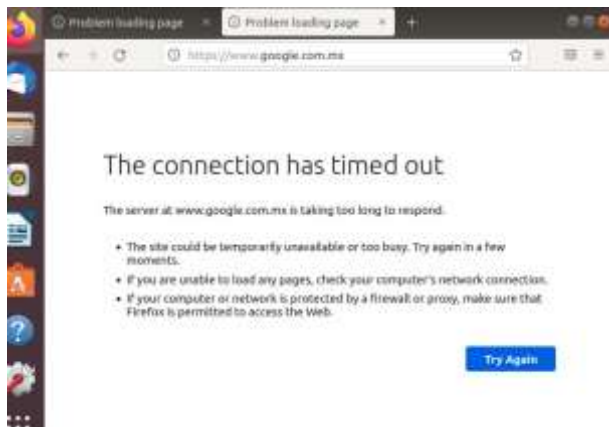 Problem loading page
Problem loading page
https://www.google.com.mx
The connection has timed out
The server at www.google.com.mx is taking too long to respond.
• The site could be temporarily unavailable or too busy. Try again in a few
moments.
• If you are unable to load any pages, check your computer's network connection.
• If your computer or network is protected by a firewall or proxy, make sure that
Firefox is permitted to access the Web.
Try Again